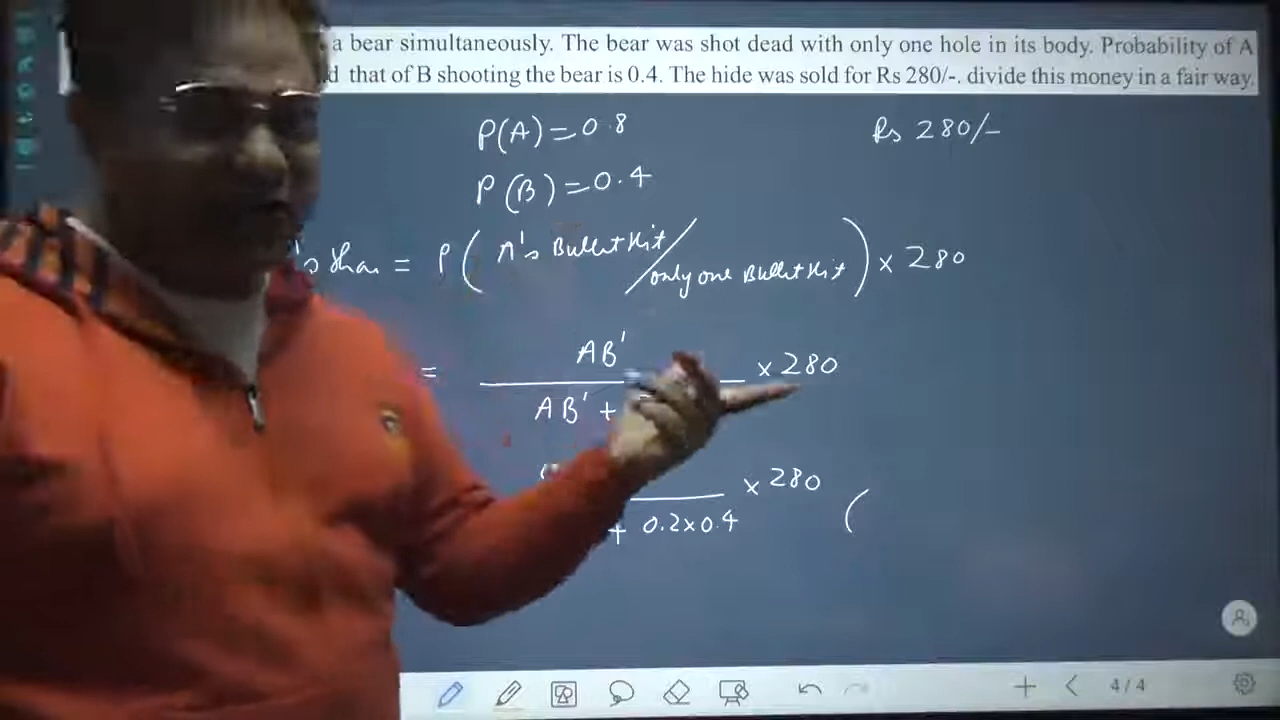 a bear simultaneously. The bear was shot dead with only one hole in its body. Probability of A
d that of B shooting the bear is 0.4. The hide was sold for Rs 280/-. divide this money in a fair way.
P(A)=0.8 Rs 280/-
P(B)=0.4
's Shar = P( A's Bullet Hit/only one Bullet Hit ) × 280
= AB' × 280
AB' +
× 280 (
+ 0.2×0.4
4/4